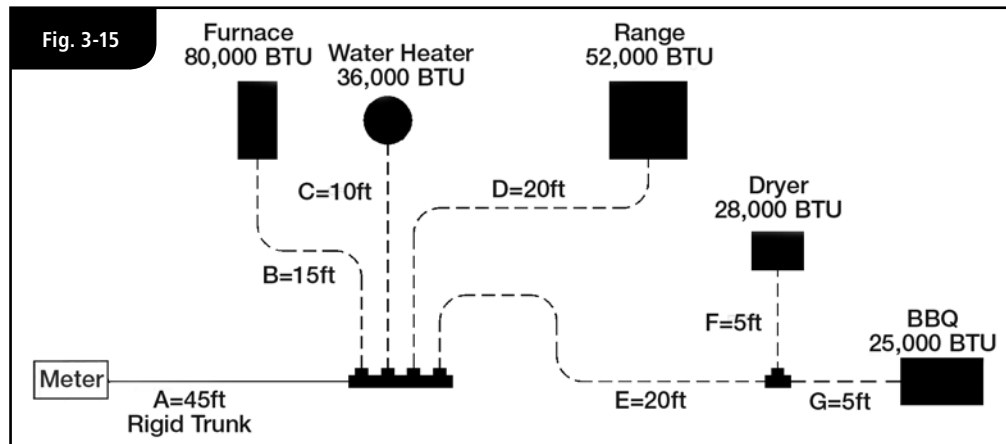 Fig. 3-15
Furnace
80,000 BTU
Water Heater
36,000 BTU
Range
52,000 BTU
C=10ft
D=20ft
Dryer
28,000 BTU
B=15ft
F=5ft
BBQ
25,000 BTU
Meter
A=45ft
Rigid Trunk
E=20ft
G=5ft